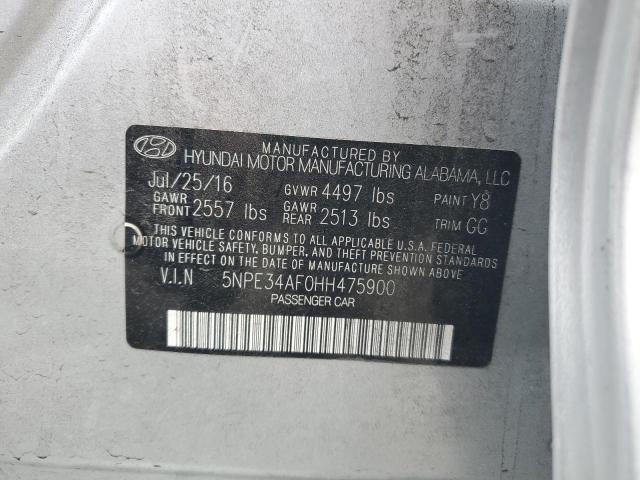 MANUFACTURED BY
HYUNDAI MOTOR MANUFACTURING ALABAMA, LLC
Jul/25/16 GVWR 4497 lbs PAINT Y8
GAWR FRONT 2557 lbs GAWR REAR 2513 lbs TRIM GC
THIS VEHICLE CONFORMS TO ALL APPLICABLE U.S.A. FEDERAL
MOTOR VEHICLE SAFETY, BUMPER, AND THEFT PREVENTION STANDARDS
IN EFFECT ON THE DATE OF MANUFACTURE SHOWN ABOVE.
V.I.N 5NPE34AF0HH475900
PASSENGER CAR